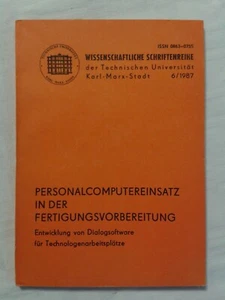 ISSN 0863-0765
WISSENSCHAFTLICHE SCHRIFTENREIHE
der Technischen Universität
Karl-Marx-Stadt 6/1987
PERSONALCOMPUTEREINSATZ
IN DER
FERTIGUNGSVORBEREITUNG
Entwicklung von Dialogsoftware
für Technologenarbeitsplätze